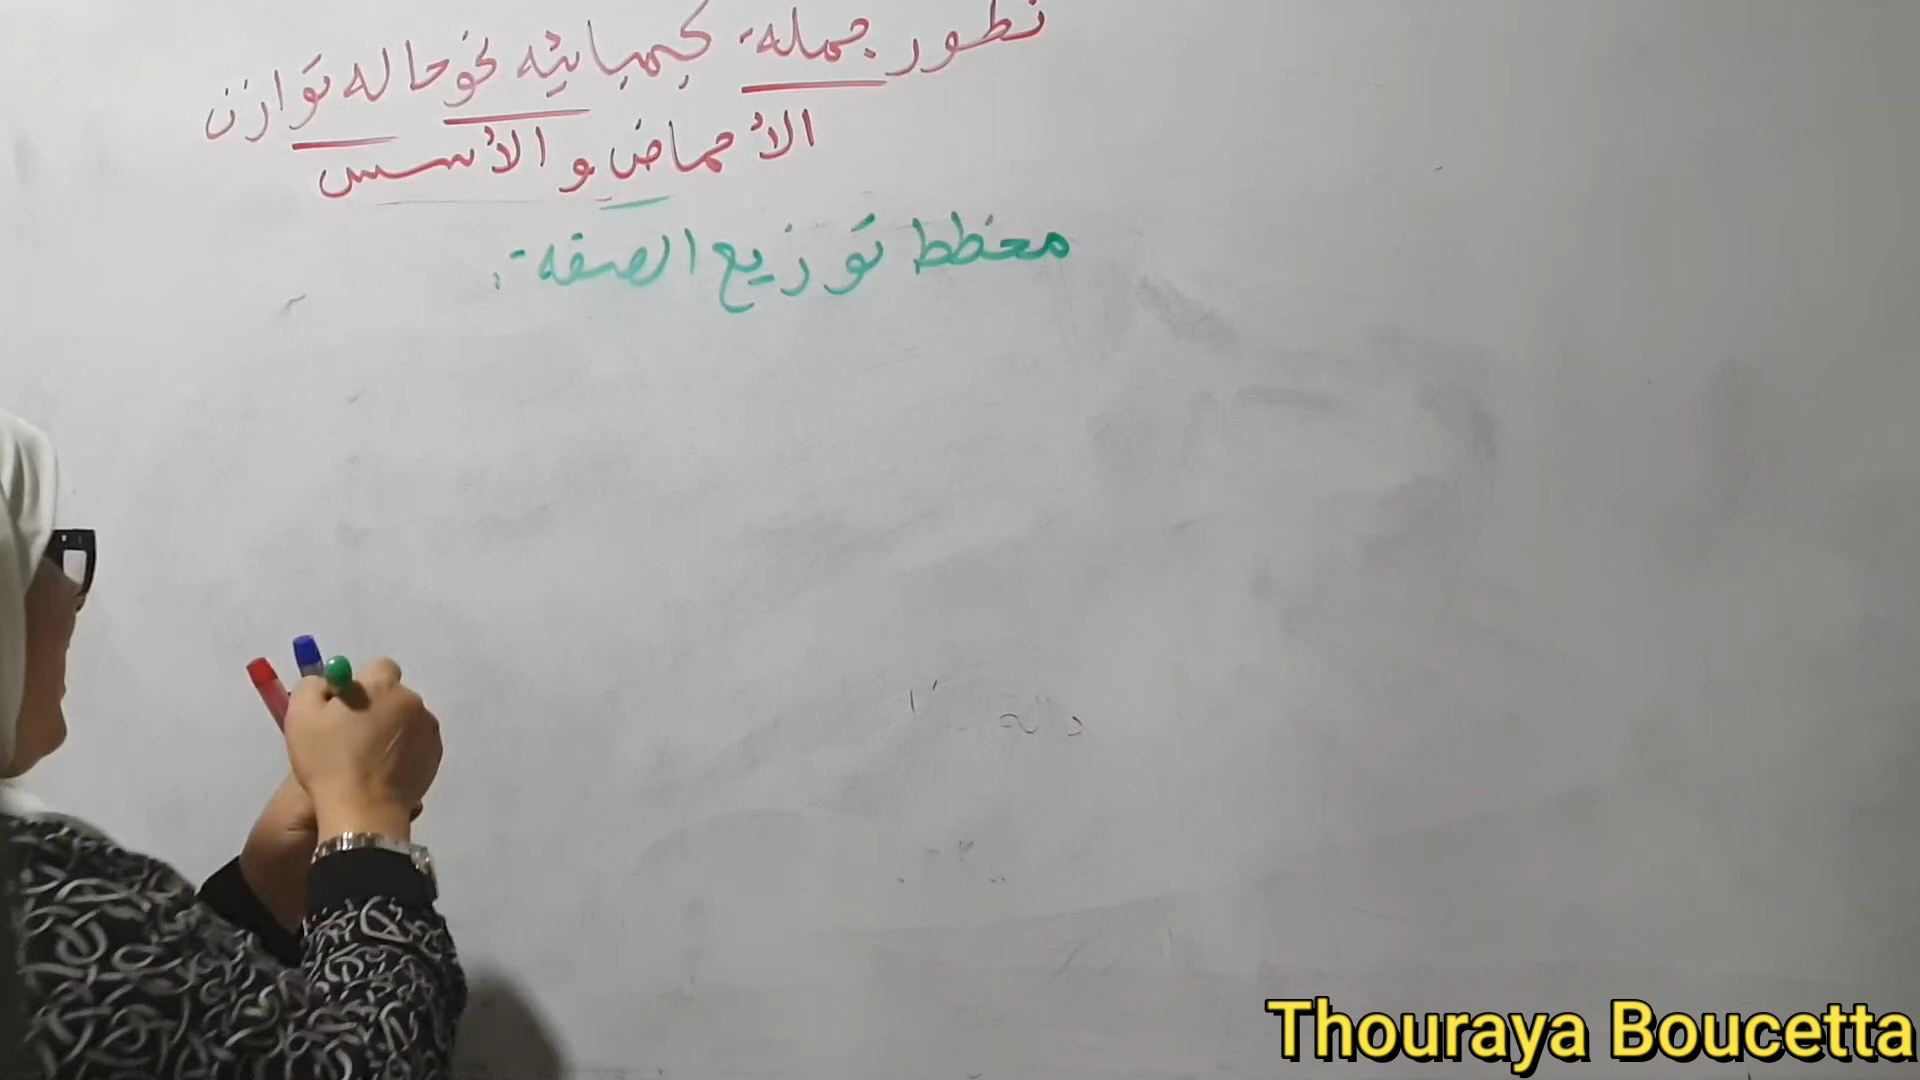 تطور جملة كيميائية نحو حالة توازن
الأحماض و الأسس
مخطط توزيع الصفة:
Thouraya Boucetta